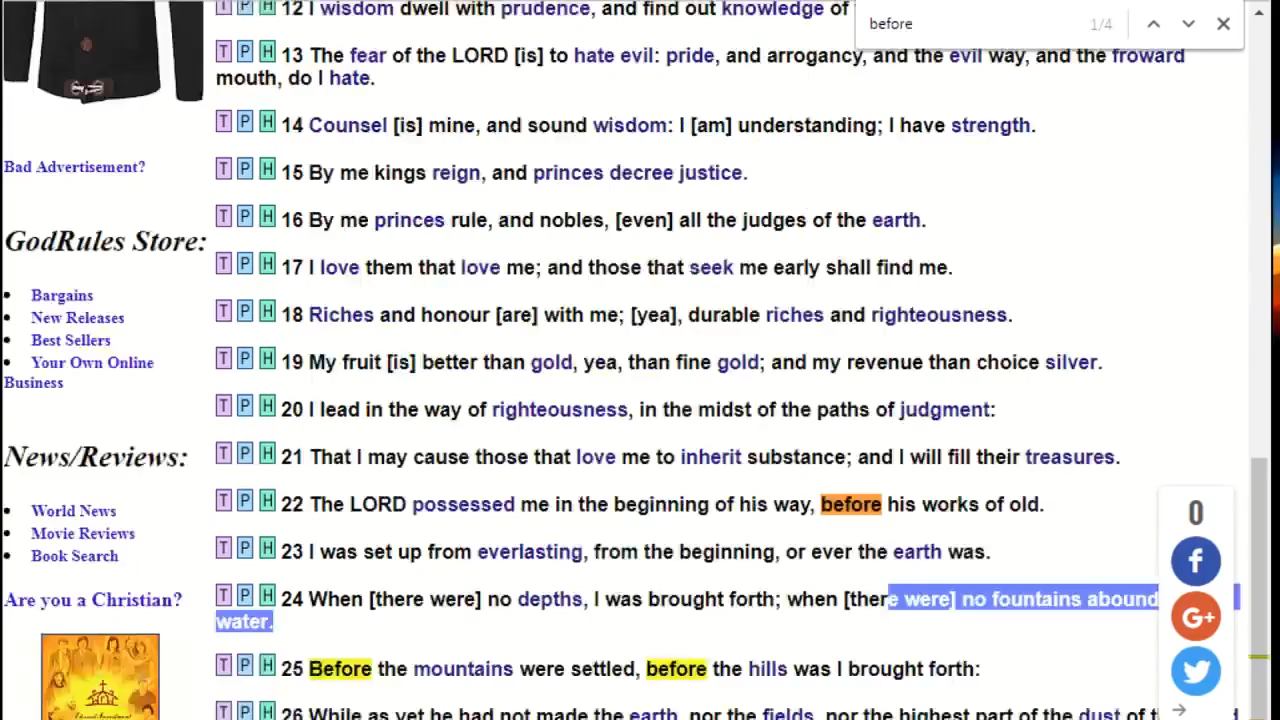 T P H 12 I wisdom dwell with prudence, and find out knowledge of
before 1/4
T P H 13 The fear of the LORD [is] to hate evil: pride, and arrogancy, and the evil way, and the froward
mouth, do I hate.
T P H 14 Counsel [is] mine, and sound wisdom: I [am] understanding; I have strength.
Bad Advertisement?
T P H 15 By me kings reign, and princes decree justice.
T P H 16 By me princes rule, and nobles, [even] all the judges of the earth.
GodRules Store:
T P H 17 I love them that love me; and those that seek me early shall find me.
Bargains
New Releases
Best Sellers
Your Own Online
Business
T P H 18 Riches and honour [are] with me; [yea], durable riches and righteousness.
T P H 19 My fruit [is] better than gold, yea, than fine gold; and my revenue than choice silver.
T P H 20 I lead in the way of righteousness, in the midst of the paths of judgment:
News/Reviews:
T P H 21 That I may cause those that love me to inherit substance; and I will fill their treasures.
World News
Movie Reviews
Book Search
T P H 22 The LORD possessed me in the beginning of his way, before his works of old.
0
T P H 23 I was set up from everlasting, from the beginning, or ever the earth was.
f
Are you a Christian?
T P H 24 When [there were] no depths, I was brought forth; when [there were] no fountains abound
water.
G+
T P H 25 Before the mountains were settled, before the hills was I brought forth:
T P H 26 While as yet he had not made the earth, nor the fields, nor the highest part of the dust of